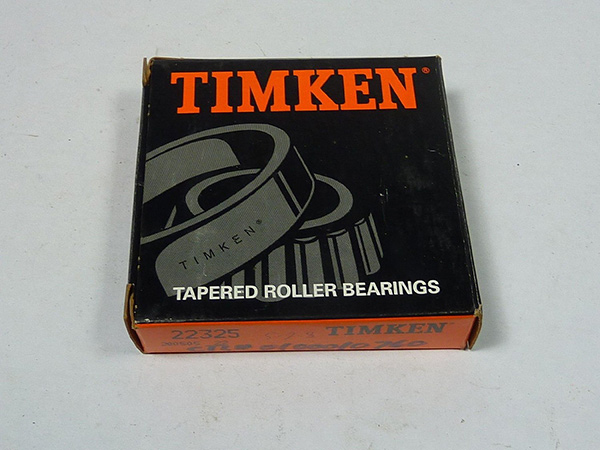 TIMKEN®
TIMKEN®
TAPERED ROLLER BEARINGS
22325 TIMKEN®